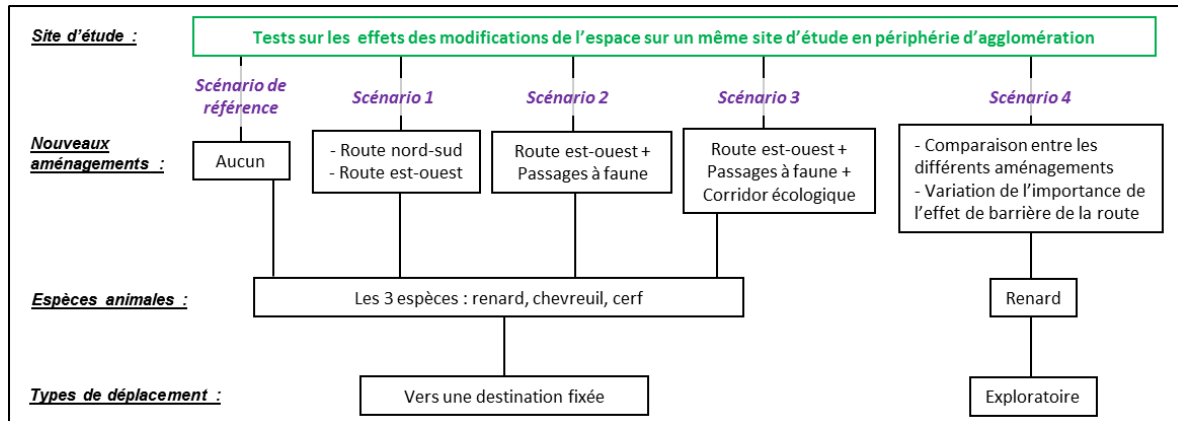 Site d'étude :
Tests sur les effets des modifications de l'espace sur un même site d'étude en périphérie d'agglomération
Scénario de
référence
Scénario 1
Scénario 2
Scénario 3
Scénario 4
Nouveaux
aménagements :
Aucun
- Route nord-sud
- Route est-ouest
Route est-ouest +
Passages à faune
Route est-ouest +
Passages à faune +
Corridor écologique
- Comparaison entre les
différents aménagements
- Variation de l'importance de
l'effet de barrière de la route
Espèces animales :
Les 3 espèces : renard, chevreuil, cerf
Renard
Types de déplacement :
Vers une destination fixée
Exploratoire